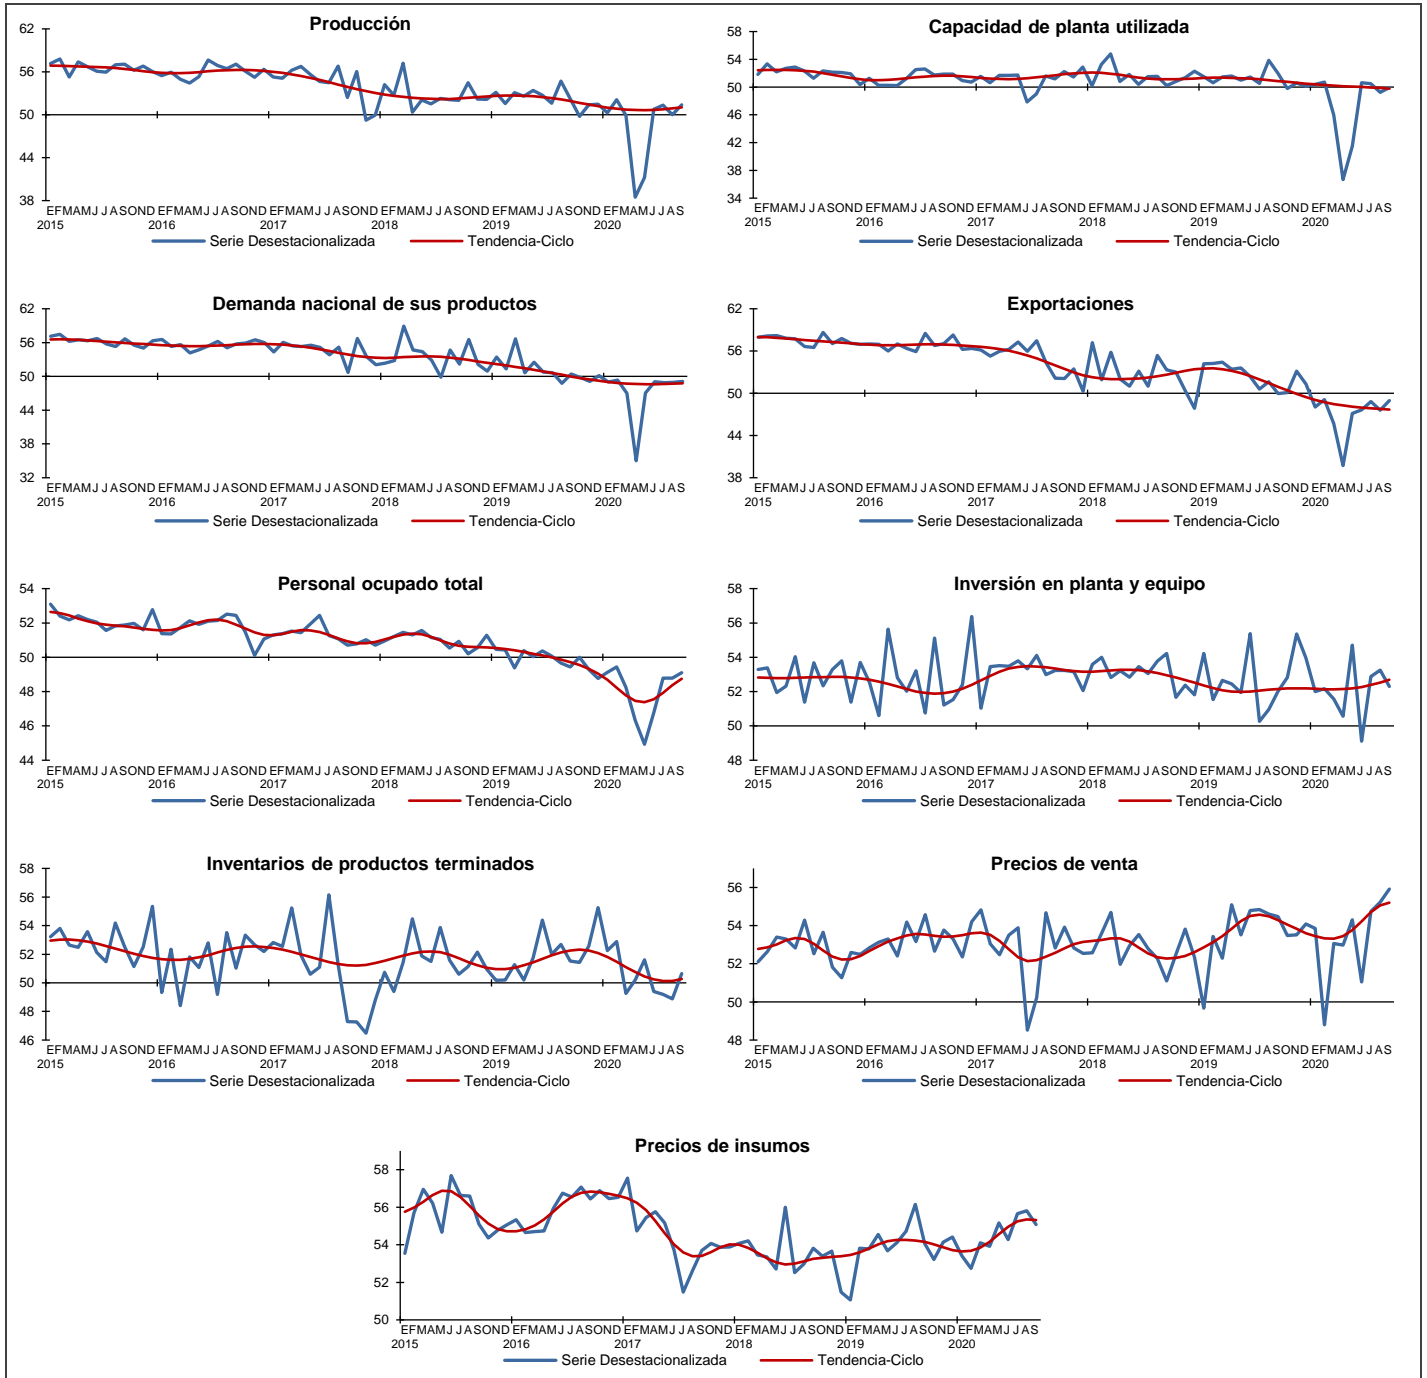 Producción
62
56
50
44
38
EFMAMJ JASOND EFMAMJ JASOND EFMAMJ JASOND EFMAMJ JASOND EFMAMJ JASOND EFMAMJ JAS
2015 2016 2017 2018 2019 2020
Serie Desestacionalizada Tendencia-Ciclo
Capacidad de planta utilizada
58
54
50
46
42
38
34
EFMAMJ JASOND EFMAMJ JASOND EFMAMJ JASOND EFMAMJ JASOND EFMAMJ JASOND EFMAMJ JAS
2015 2016 2017 2018 2019 2020
Serie Desestacionalizada Tendencia-Ciclo
Demanda nacional de sus productos
62
56
50
44
38
32
EFMAMJ JASOND EFMAMJ JASOND EFMAMJ JASOND EFMAMJ JASOND EFMAMJ JASOND EFMAMJ JAS
2015 2016 2017 2018 2019 2020
Serie Desestacionalizada Tendencia-Ciclo
Exportaciones
62
56
50
44
38
EFMAMJ JASOND EFMAMJ JASOND EFMAMJ JASOND EFMAMJ JASOND EFMAMJ JASOND EFMAMJ JAS
2015 2016 2017 2018 2019 2020
Serie Desestacionalizada Tendencia-Ciclo
Personal ocupado total
54
52
50
48
46
44
EFMAMJ JASOND EFMAMJ JASOND EFMAMJ JASOND EFMAMJ JASOND EFMAMJ JASOND EFMAMJ JAS
2015 2016 2017 2018 2019 2020
Serie Desestacionalizada Tendencia-Ciclo
Inversión en planta y equipo
58
56
54
52
50
48
EFMAMJ JASOND EFMAMJ JASOND EFMAMJ JASOND EFMAMJ JASOND EFMAMJ JASOND EFMAMJ JAS
2015 2016 2017 2018 2019 2020
Serie Desestacionalizada Tendencia-Ciclo
Inventarios de productos terminados
58
56
54
52
50
48
46
EFMAMJ JASOND EFMAMJ JASOND EFMAMJ JASOND EFMAMJ JASOND EFMAMJ JASOND EFMAMJ JAS
2015 2016 2017 2018 2019 2020
Serie Desestacionalizada Tendencia-Ciclo
Precios de venta
56
54
52
50
48
EFMAMJ JASOND EFMAMJ JASOND EFMAMJ JASOND EFMAMJ JASOND EFMAMJ JASOND EFMAMJ JAS
2015 2016 2017 2018 2019 2020
Serie Desestacionalizada Tendencia-Ciclo
Precios de insumos
58
56
54
52
50
EFMAMJ JASOND EFMAMJ JASOND EFMAMJ JASOND EFMAMJ JASOND EFMAMJ JASOND EFMAMJ JAS
2015 2016 2017 2018 2019 2020
Serie Desestacionalizada Tendencia-Ciclo